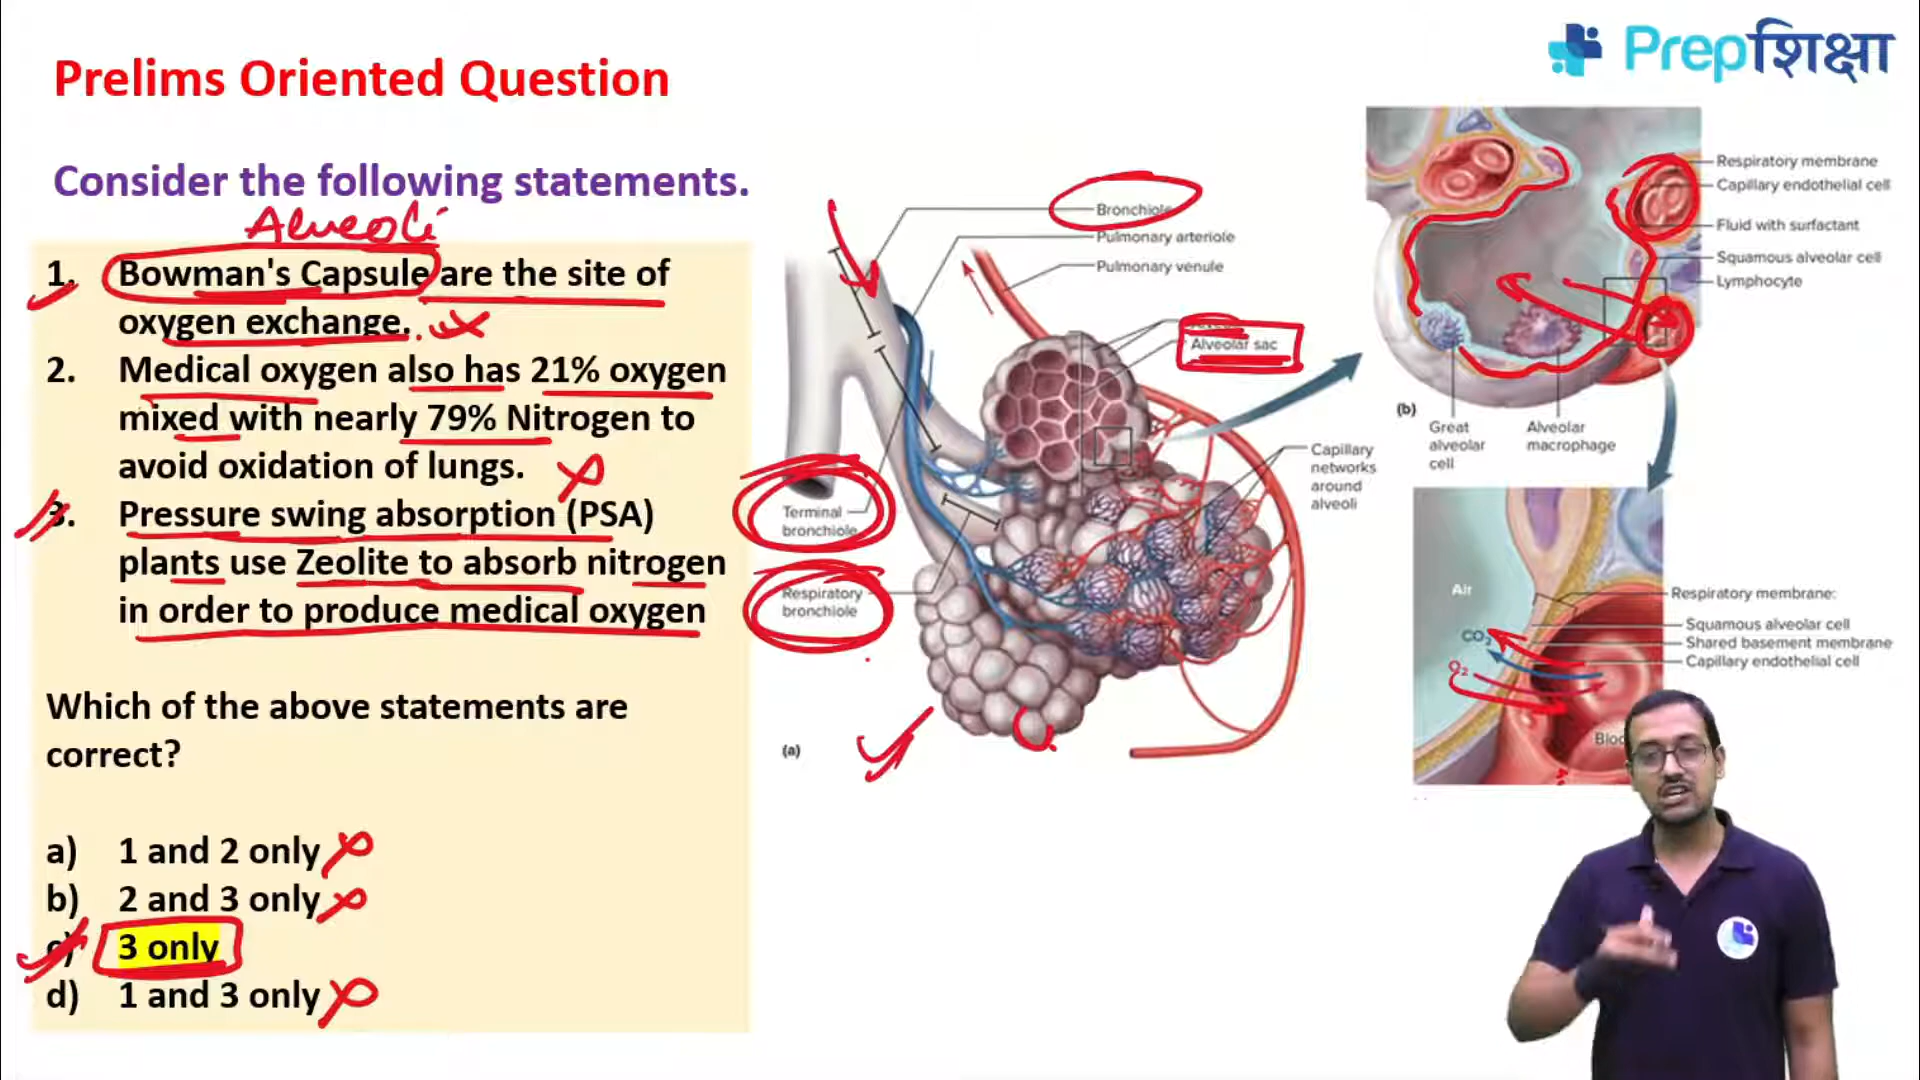 Prepशिक्षा
Prelims Oriented Question
Consider the following statements.
Alveoli
1. Bowman's Capsule are the site of
oxygen exchange.
2. Medical oxygen also has 21% oxygen
mixed with nearly 79% Nitrogen to
avoid oxidation of lungs.
3. Pressure swing absorption (PSA)
plants use Zeolite to absorb nitrogen
in order to produce medical oxygen
Which of the above statements are
correct?
a) 1 and 2 only
b) 2 and 3 only
c) 3 only
d) 1 and 3 only
Bronchiole
Pulmonary arteriole
Pulmonary venule
Alveolar sac
Capillary
networks
around
alveoli
Terminal
bronchiole
Respiratory
bronchiole
(a)
Respiratory membrane
Capillary endothelial cell
Fluid with surfactant
Squamous alveolar cell
Lymphocyte
(b)
Great
alveolar
cell
Alveolar
macrophage
Air
CO2
O2
Respiratory membrane:
Squamous alveolar cell
Shared basement membrane
Capillary endothelial cell